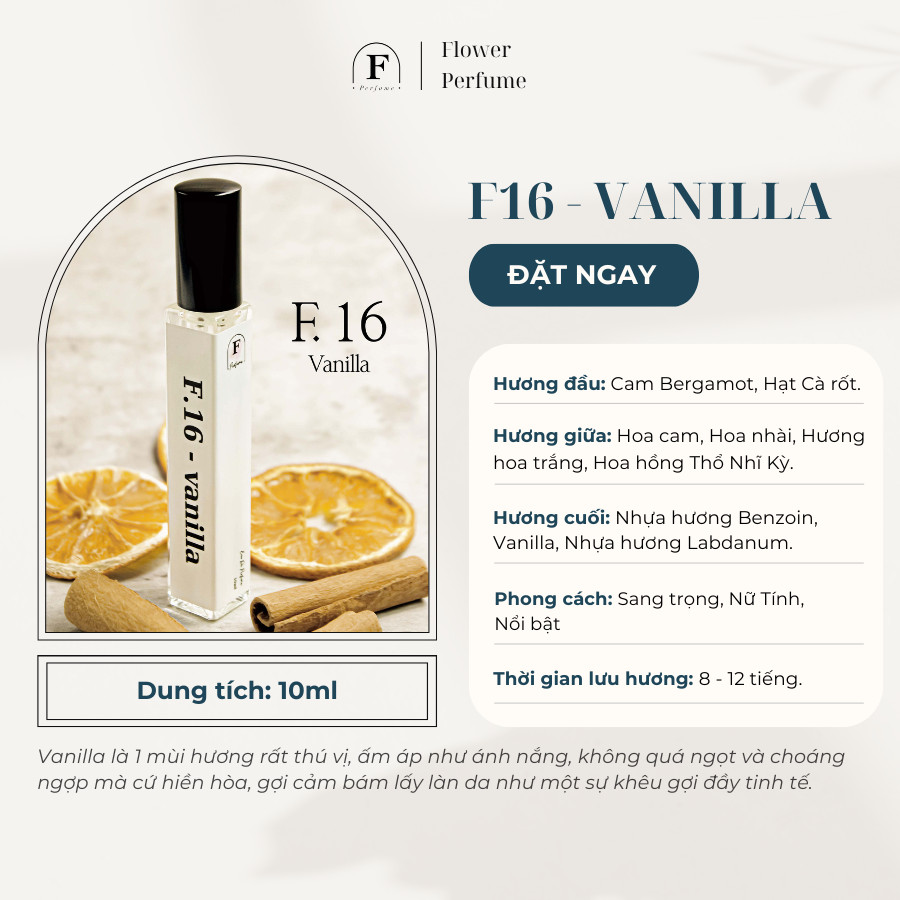 F
Perfume
Flower
Perfume
F16 - VANILLA
ĐẶT NGAY
F. 16
Vanilla
F
Perfume
F.16 - vanilla
Hương đầu: Cam Bergamot, Hạt Cà rốt.
Hương giữa: Hoa cam, Hoa nhài, Hương
hoa trắng, Hoa hồng Thổ Nhĩ Kỳ.
Hương cuối: Nhựa hương Benzoin,
Vanilla, Nhựa hương Labdanum.
Phong cách: Sang trọng, Nữ Tính,
Nổi bật
Thời gian lưu hương: 8 - 12 tiếng.
Dung tích: 10ml
Vanilla là 1 mùi hương rất thú vị, ấm áp như ánh nắng, không quá ngọt và choáng
ngợp mà cứ hiền hòa, gợi cảm bám lấy làn da như một sự khêu gợi đầy tinh tế.